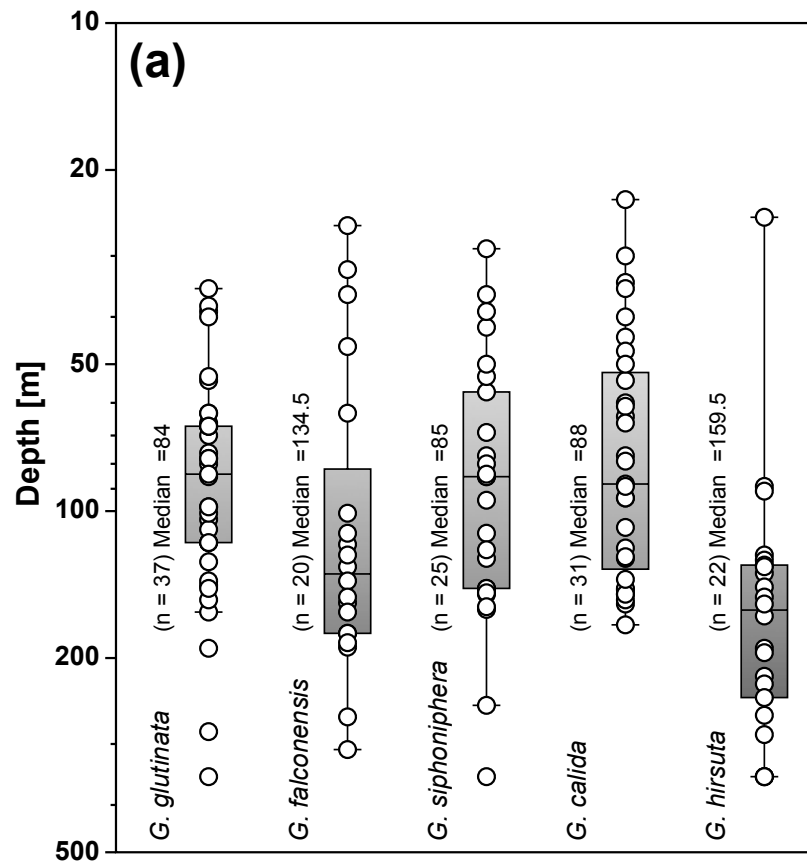 (a)
Depth [m]
10
20
50
100
200
500
G. glutinata
(n = 37) Median =84
G. falconensis
(n = 20) Median =134.5
G. siphoniphera
(n = 25) Median =85
G. calida
(n = 31) Median =88
G. hirsuta
(n = 22) Median =159.5